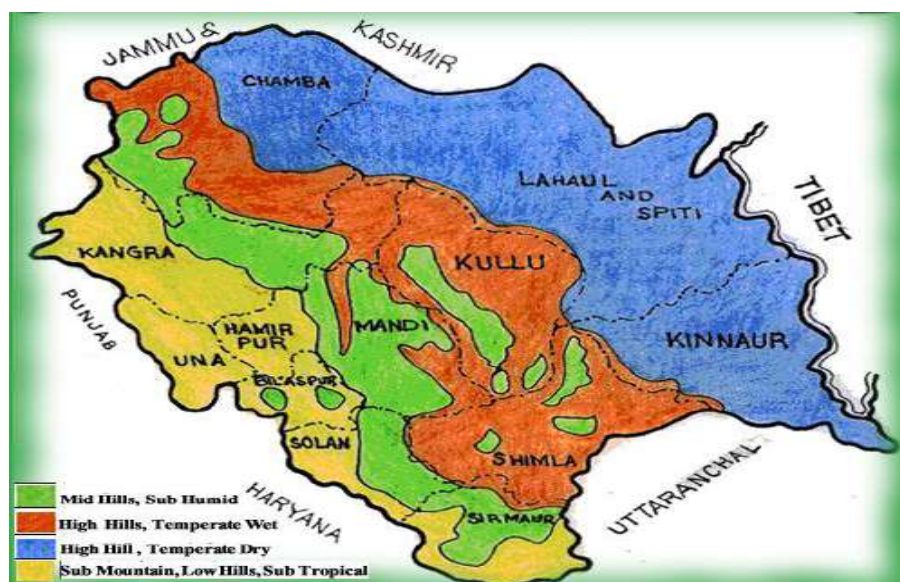 JAMMU &
KASHMIR
CHAMBA
LAHAUL
AND
SPITI
TIBET
KANGRA
KULLU
PUNJAB
HAMIR
PUR
MANDI
KINNAUR
UNA
BILASPUR
SOLAN
SHIMLA
HARYANA
SIRMAUR
UTTARANCHAL
Mid Hills, Sub Humid
High Hills, Temperate Wet
High Hill , Temperate Dry
Sub Mountain, Low Hills, Sub Tropical